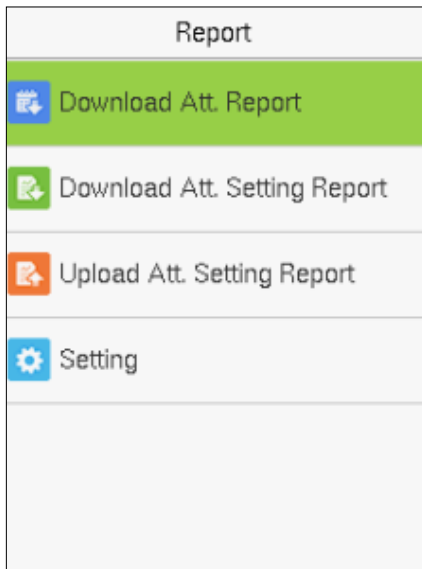 Report
Download Att. Report
Download Att. Setting Report
Upload Att. Setting Report
Setting